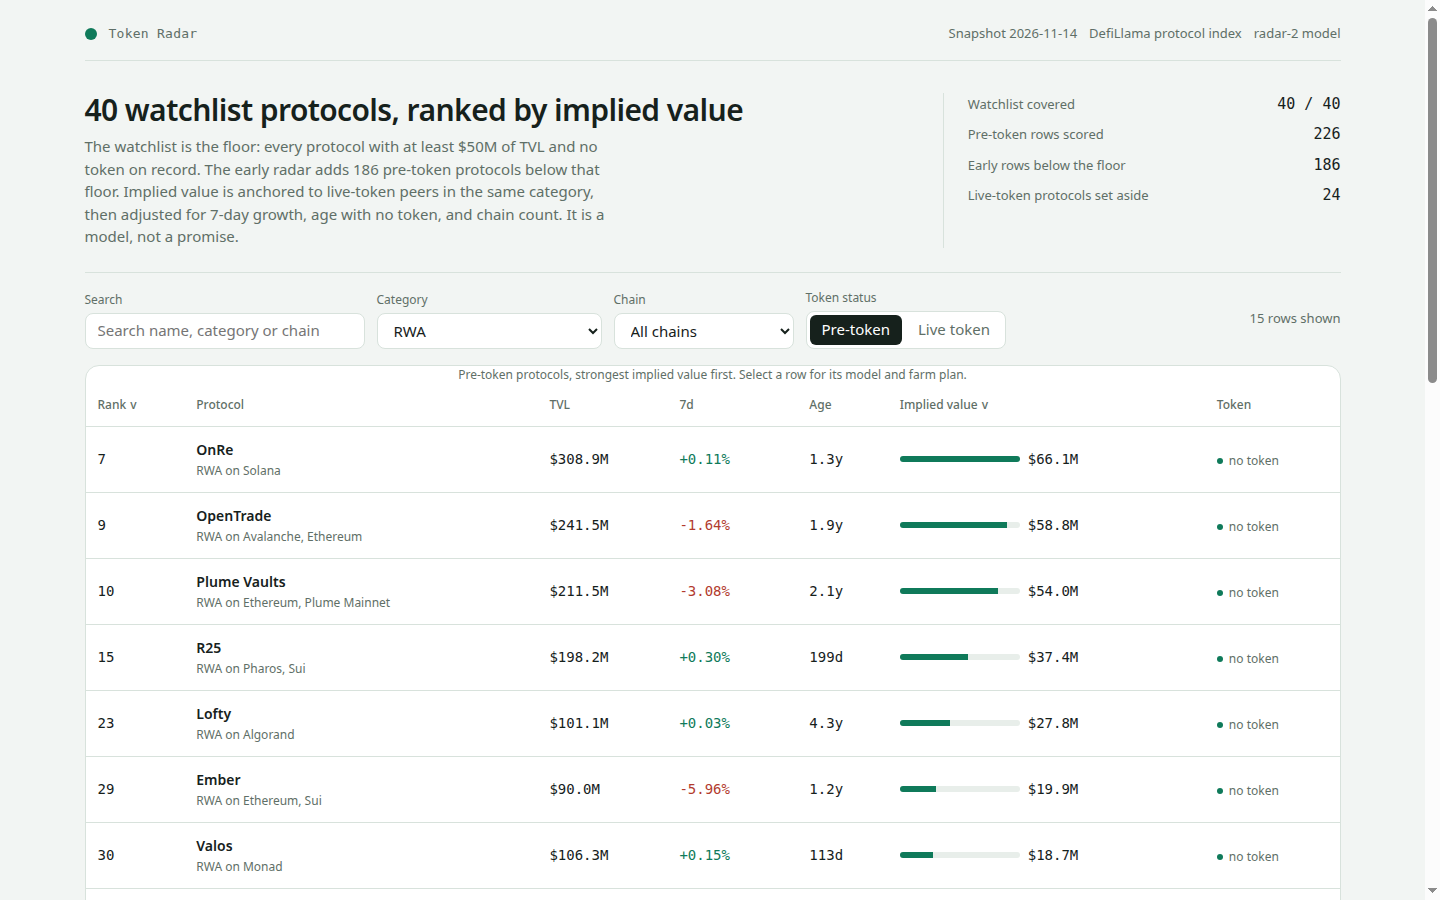 Token Radar
Snapshot 2026-11-14 DefiLlama protocol index radar-2 model
40 watchlist protocols, ranked by implied value
The watchlist is the floor: every protocol with at least $50M of TVL and no
token on record. The early radar adds 186 pre-token protocols below that
floor. Implied value is anchored to live-token peers in the same category,
then adjusted for 7-day growth, age with no token, and chain count. It is a
model, not a promise.
Watchlist covered 40 / 40
Pre-token rows scored 226
Early rows below the floor 186
Live-token protocols set aside 24
Search Category Chain Token status
Search name, category or chain RWA All chains Pre-token Live token 15 rows shown
Pre-token protocols, strongest implied value first. Select a row for its model and farm plan.
Rank v Protocol TVL 7d Age Implied value v Token
7 OnRe $308.9M +0.11% 1.3y $66.1M no token
RWA on Solana
9 OpenTrade $241.5M -1.64% 1.9y $58.8M no token
RWA on Avalanche, Ethereum
10 Plume Vaults $211.5M -3.08% 2.1y $54.0M no token
RWA on Ethereum, Plume Mainnet
15 R25 $198.2M +0.30% 199d $37.4M no token
RWA on Pharos, Sui
23 Lofty $101.1M +0.03% 4.3y $27.8M no token
RWA on Algorand
29 Ember $90.0M -5.96% 1.2y $19.9M no token
RWA on Ethereum, Sui
30 Valos $106.3M +0.15% 113d $18.7M no token
RWA on Monad